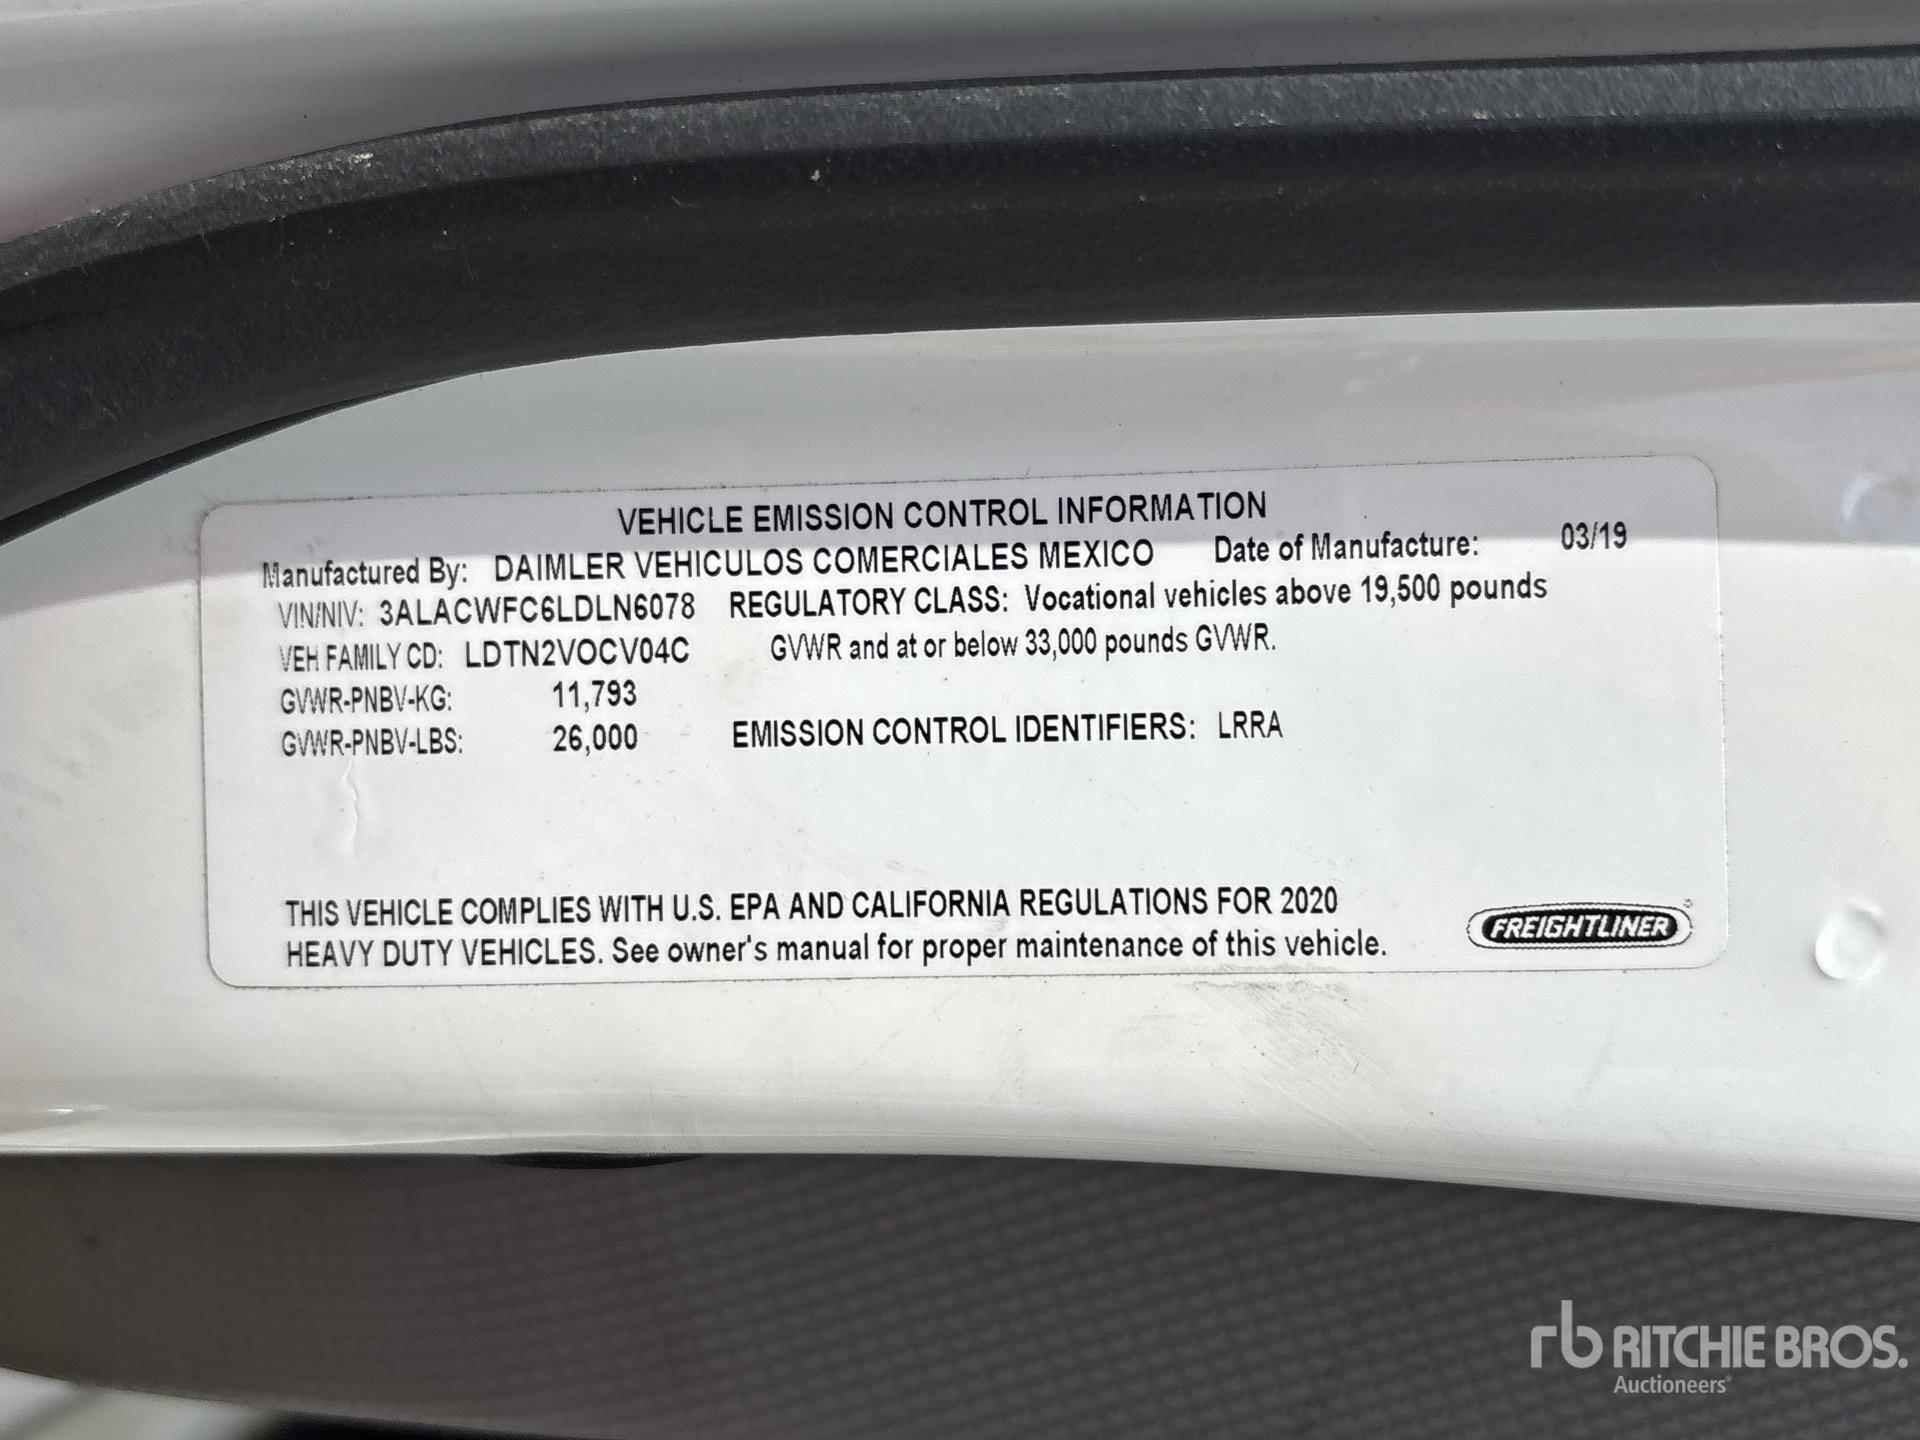 VEHICLE EMISSION CONTROL INFORMATION
Manufactured By: DAIMLER VEHICULOS COMERCIALES MEXICO Date of Manufacture: 03/19
VIN/NIV: 3ALACWFC6LDLN6078 REGULATORY CLASS: Vocational vehicles above 19,500 pounds
VEH FAMILY CD: LDTN2VOCV04C GVWR and at or below 33,000 pounds GVWR.
GVWR-PNBV-KG: 11,793
GVWR-PNBV-LBS: 26,000 EMISSION CONTROL IDENTIFIERS: LRRA
THIS VEHICLE COMPLIES WITH U.S. EPA AND CALIFORNIA REGULATIONS FOR 2020
HEAVY DUTY VEHICLES. See owner's manual for proper maintenance of this vehicle.
FREIGHTLINER
rb RITCHIE BROS.
Auctioneers